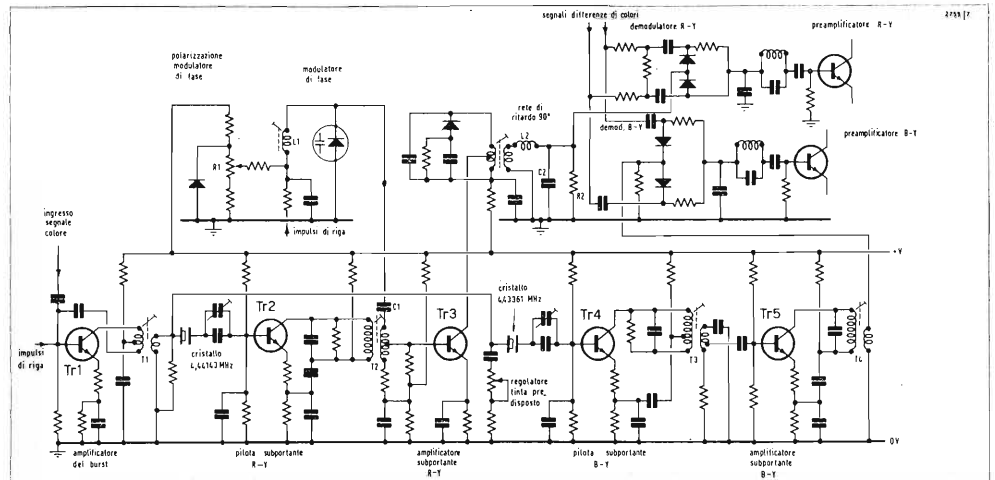 2799/7
segnali differenze di colori
demodulatore R-Y
preamplificatore R-Y
polarizzazione
modulatore
di fase
modulatore
di fase
rete di
ritardo 90°
demod. B-Y
preamplificatore B-Y
L1
L2
R1
C2
R2
impulsi di riga
ingresso
segnale
colore
+V
cristallo
4,43361 MHz
C1
Tr2
Tr3
Tr4
Tr5
impulsi
di riga
Tr1
T1
cristallo
4,44143 MHz
T2
T3
T4
regolatore
tinta pre_
disposto
0V
amplificatore
del burst
pilota subportante
R-Y
amplificatore
subportante
R-Y
pilota subportante
B-Y
amplificatore
subportante
B-Y